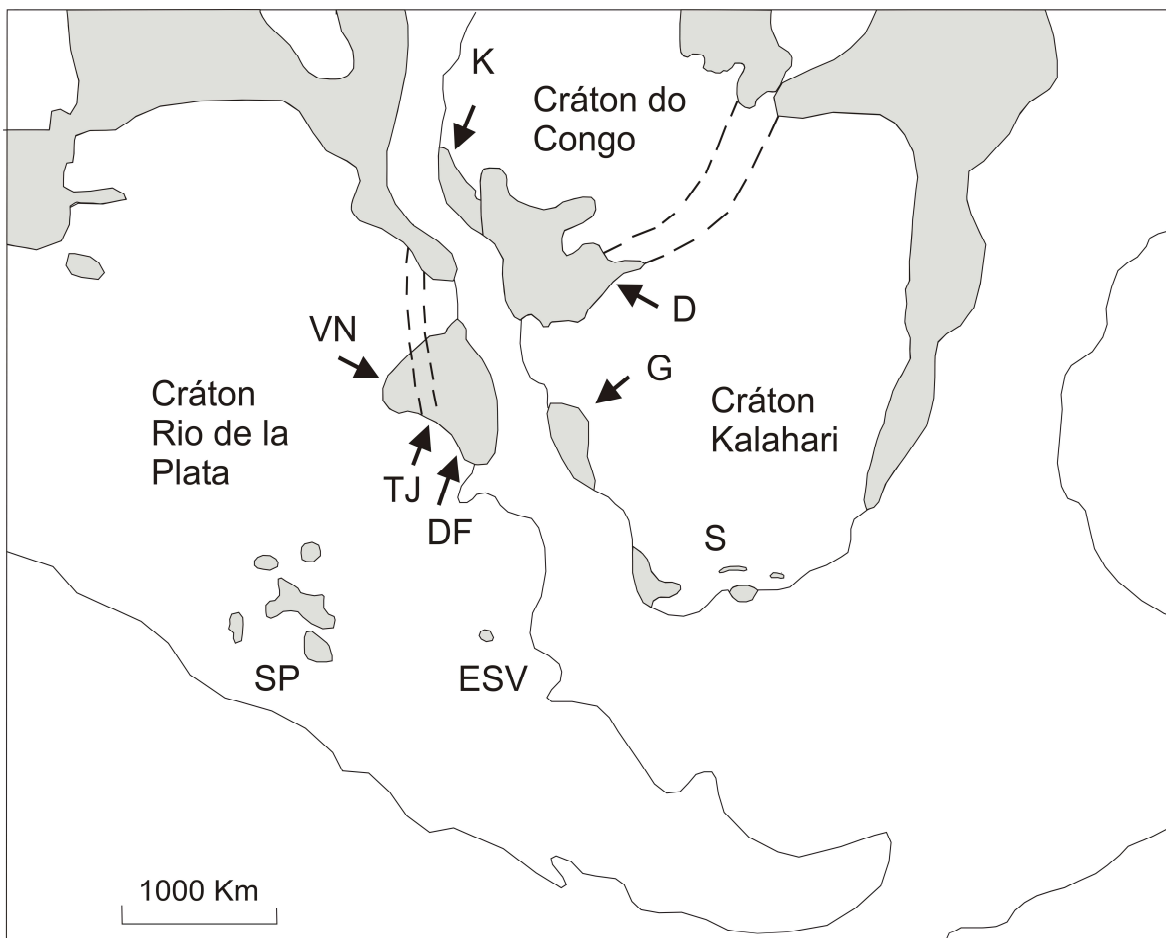 K
Cráton do
Congo
D
VN
G
Cráton
Rio de la
Plata
Cráton
Kalahari
TJ
DF
S
SP
ESV
1000 Km